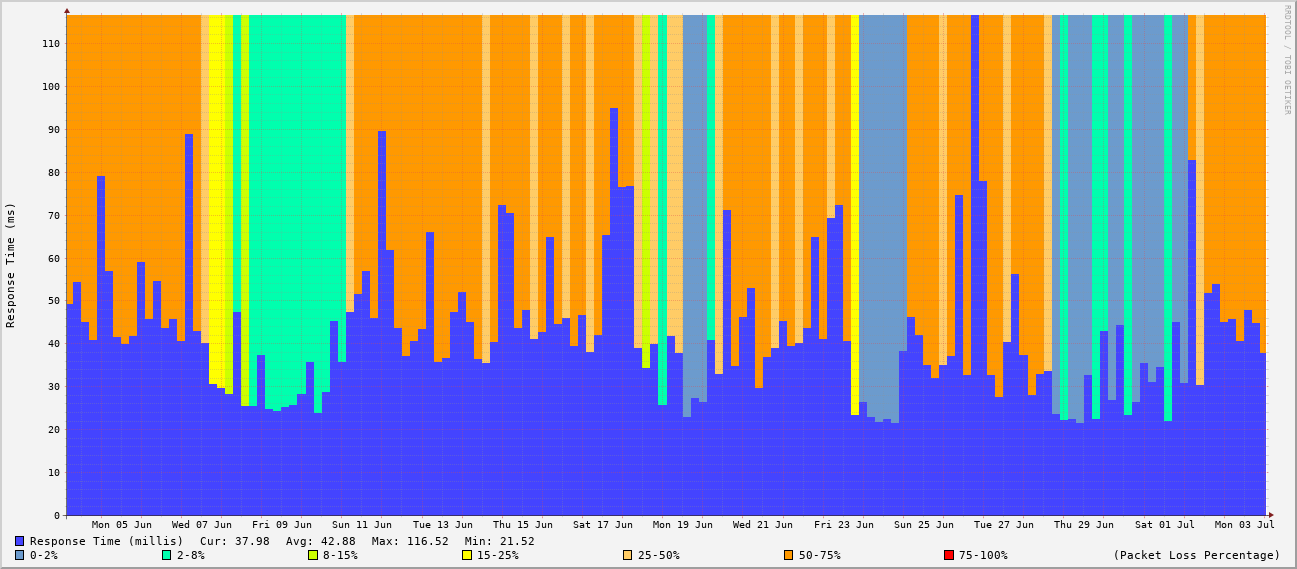 RRDTOOL / TOBI OETIKER
Response Time (ms)
110
100
90
80
70
60
50
40
30
20
10
0
Mon 05 Jun Wed 07 Jun Fri 09 Jun Sun 11 Jun Tue 13 Jun Thu 15 Jun Sat 17 Jun Mon 19 Jun Wed 21 Jun Fri 23 Jun Sun 25 Jun Tue 27 Jun Thu 29 Jun Sat 01 Jul Mon 03 Jul
Response Time (millis) Cur: 37.98 Avg: 42.88 Max: 116.52 Min: 21.52
0-2% 2-8% 8-15% 15-25% 25-50% 50-75% 75-100% (Packet Loss Percentage)